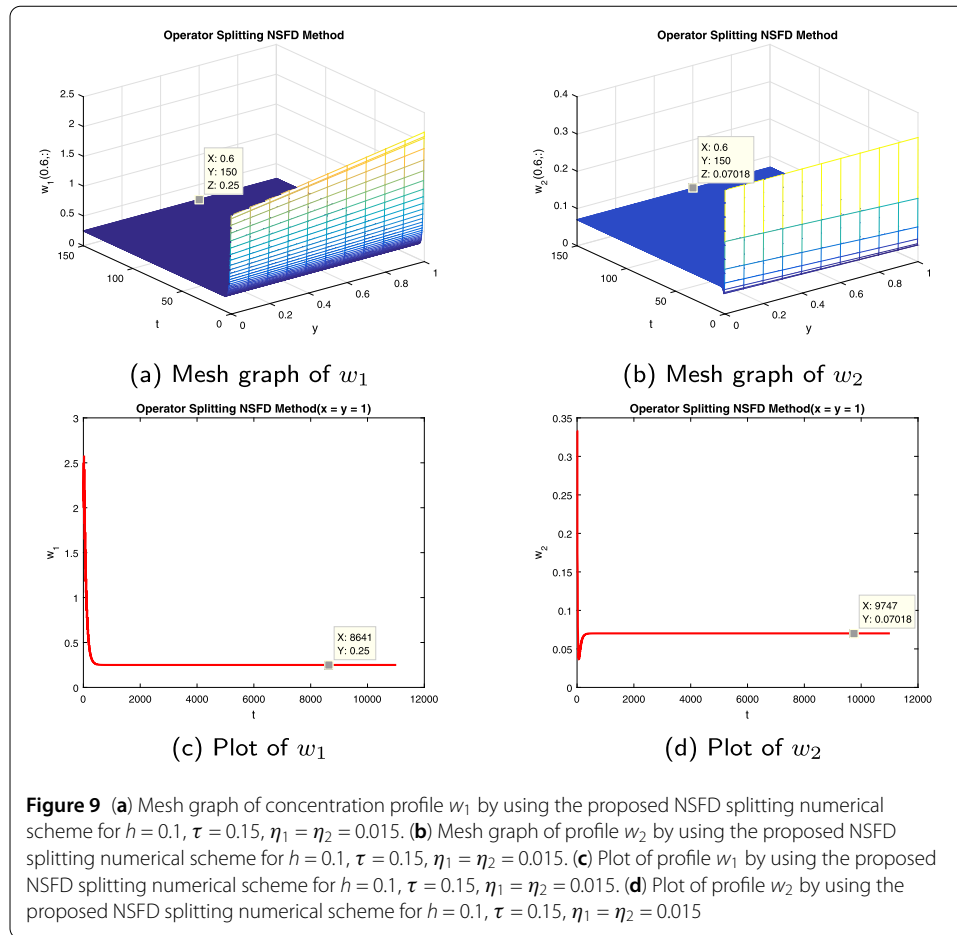 Operator Splitting NSFD Method
2.5
2
1.5
1
0.5
0
w1(0.6,:)
X: 0.6
Y: 150
Z: 0.25
150
100
50
0
t
0
0.2
0.4
0.6
0.8
1
y
(a) Mesh graph of w1
Operator Splitting NSFD Method
0.4
0.3
0.2
0.1
0
w2(0.6,:)
X: 0.6
Y: 150
Z: 0.07018
150
100
50
0
t
0
0.2
0.4
0.6
0.8
1
y
(b) Mesh graph of w2
Operator Splitting NSFD Method(x = y = 1)
3
2.5
2
1.5
1
0.5
0
w1
X: 8641
Y: 0.25
0 2000 4000 6000 8000 10000 12000
t
(c) Plot of w1
Operator Splitting NSFD Method(x = y = 1)
0.35
0.3
0.25
0.2
0.15
0.1
0.05
0
w2
X: 9747
Y: 0.07018
0 2000 4000 6000 8000 10000 12000
t
(d) Plot of w2
Figure 9 (a) Mesh graph of concentration profile w1 by using the proposed NSFD splitting numerical
scheme for h = 0.1, τ = 0.15, η1 = η2 = 0.015. (b) Mesh graph of profile w2 by using the proposed NSFD
splitting numerical scheme for h = 0.1, τ = 0.15, η1 = η2 = 0.015. (c) Plot of profile w1 by using the proposed
NSFD splitting numerical scheme for h = 0.1, τ = 0.15, η1 = η2 = 0.015. (d) Plot of profile w2 by using the
proposed NSFD splitting numerical scheme for h = 0.1, τ = 0.15, η1 = η2 = 0.015